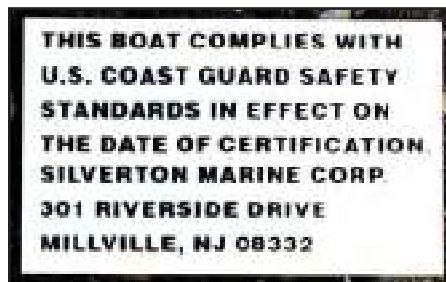 THIS BOAT COMPLIES WITH
U.S. COAST GUARD SAFETY
STANDARDS IN EFFECT ON
THE DATE OF CERTIFICATION.
SILVERTON MARINE CORP.
301 RIVERSIDE DRIVE
MILLVILLE, NJ 08332